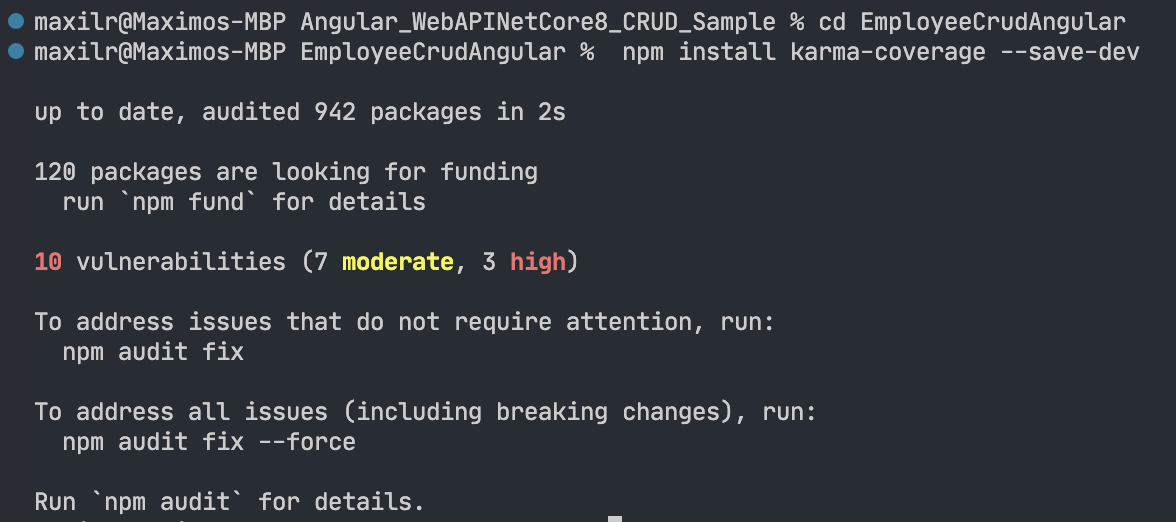 maxilr@Maximos-MBP Angular_WebAPINetCore8_CRUD_Sample % cd EmployeeCrudAngular
maxilr@Maximos-MBP EmployeeCrudAngular %  npm install karma-coverage --save-dev
up to date, audited 942 packages in 2s
120 packages are looking for funding
  run `npm fund` for details
10 vulnerabilities (7 moderate, 3 high)
To address issues that do not require attention, run:
  npm audit fix
To address all issues (including breaking changes), run:
  npm audit fix --force
Run `npm audit` for details.